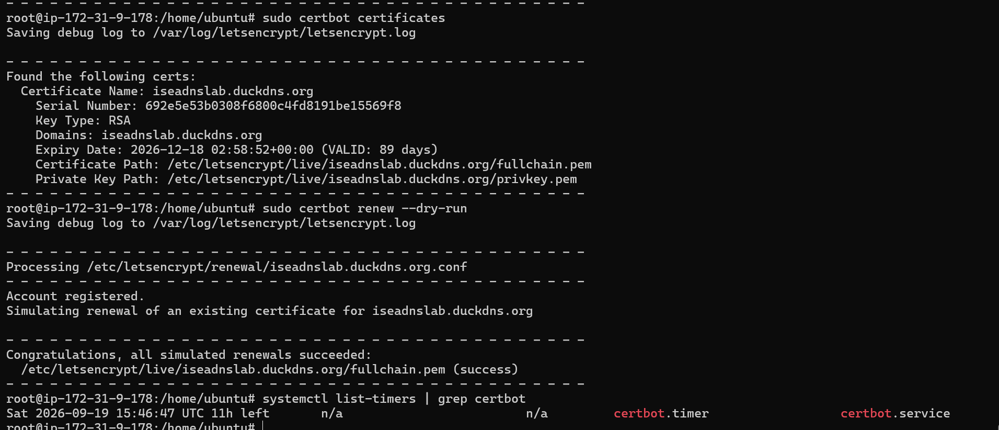 - - - - - - - - - - - - - - - - - - - - - - - - - - - - - - - - - - - - - - - -
root@ip-172-31-9-178:/home/ubuntu# sudo certbot certificates
Saving debug log to /var/log/letsencrypt/letsencrypt.log
- - - - - - - - - - - - - - - - - - - - - - - - - - - - - - - - - - - - - - - -
Found the following certs:
  Certificate Name: iseadnslab.duckdns.org
    Serial Number: 692e5e53b0308f6800c4fd8191be15569f8
    Key Type: RSA
    Domains: iseadnslab.duckdns.org
    Expiry Date: 2026-12-18 02:58:52+00:00 (VALID: 89 days)
    Certificate Path: /etc/letsencrypt/live/iseadnslab.duckdns.org/fullchain.pem
    Private Key Path: /etc/letsencrypt/live/iseadnslab.duckdns.org/privkey.pem
- - - - - - - - - - - - - - - - - - - - - - - - - - - - - - - - - - - - - - - -
root@ip-172-31-9-178:/home/ubuntu# sudo certbot renew --dry-run
Saving debug log to /var/log/letsencrypt/letsencrypt.log
- - - - - - - - - - - - - - - - - - - - - - - - - - - - - - - - - - - - - - - -
Processing /etc/letsencrypt/renewal/iseadnslab.duckdns.org.conf
- - - - - - - - - - - - - - - - - - - - - - - - - - - - - - - - - - - - - - - -
Account registered.
Simulating renewal of an existing certificate for iseadnslab.duckdns.org
- - - - - - - - - - - - - - - - - - - - - - - - - - - - - - - - - - - - - - - -
Congratulations, all simulated renewals succeeded:
  /etc/letsencrypt/live/iseadnslab.duckdns.org/fullchain.pem (success)
- - - - - - - - - - - - - - - - - - - - - - - - - - - - - - - - - - - - - - - -
root@ip-172-31-9-178:/home/ubuntu# systemctl list-timers | grep certbot
Sat 2026-09-19 15:46:47 UTC 11h left       n/a                         n/a         certbot.timer                  certbot.service
root@ip-172-31-9-178:/home/ubuntu#